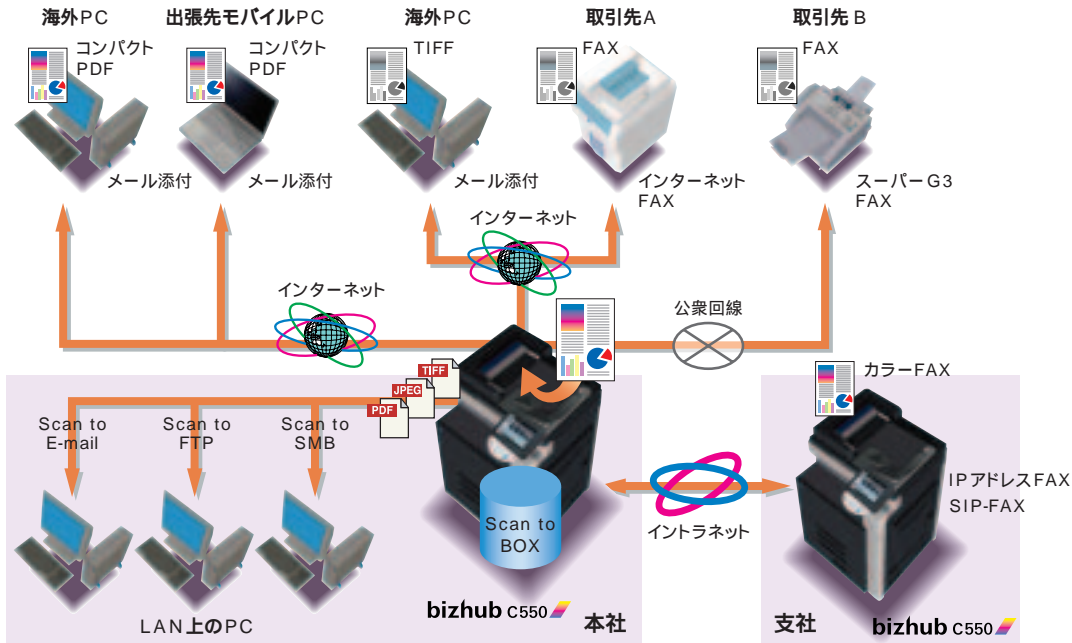 海外PC
出張先モバイルPC
海外PC
取引先A
取引先B
コンパクト
PDF
コンパクト
PDF
TIFF
FAX
FAX
メール添付
メール添付
メール添付
インターネット
FAX
スーパーG3
FAX
インターネット
インターネット
公衆回線
TIFF
JPEG
PDF
カラーFAX
Scan to
E-mail
Scan to
FTP
Scan to
SMB
Scan to
BOX
イントラネット
IPアドレスFAX
SIP-FAX
LAN上のPC
bizhub C550
本社
支社
bizhub C550